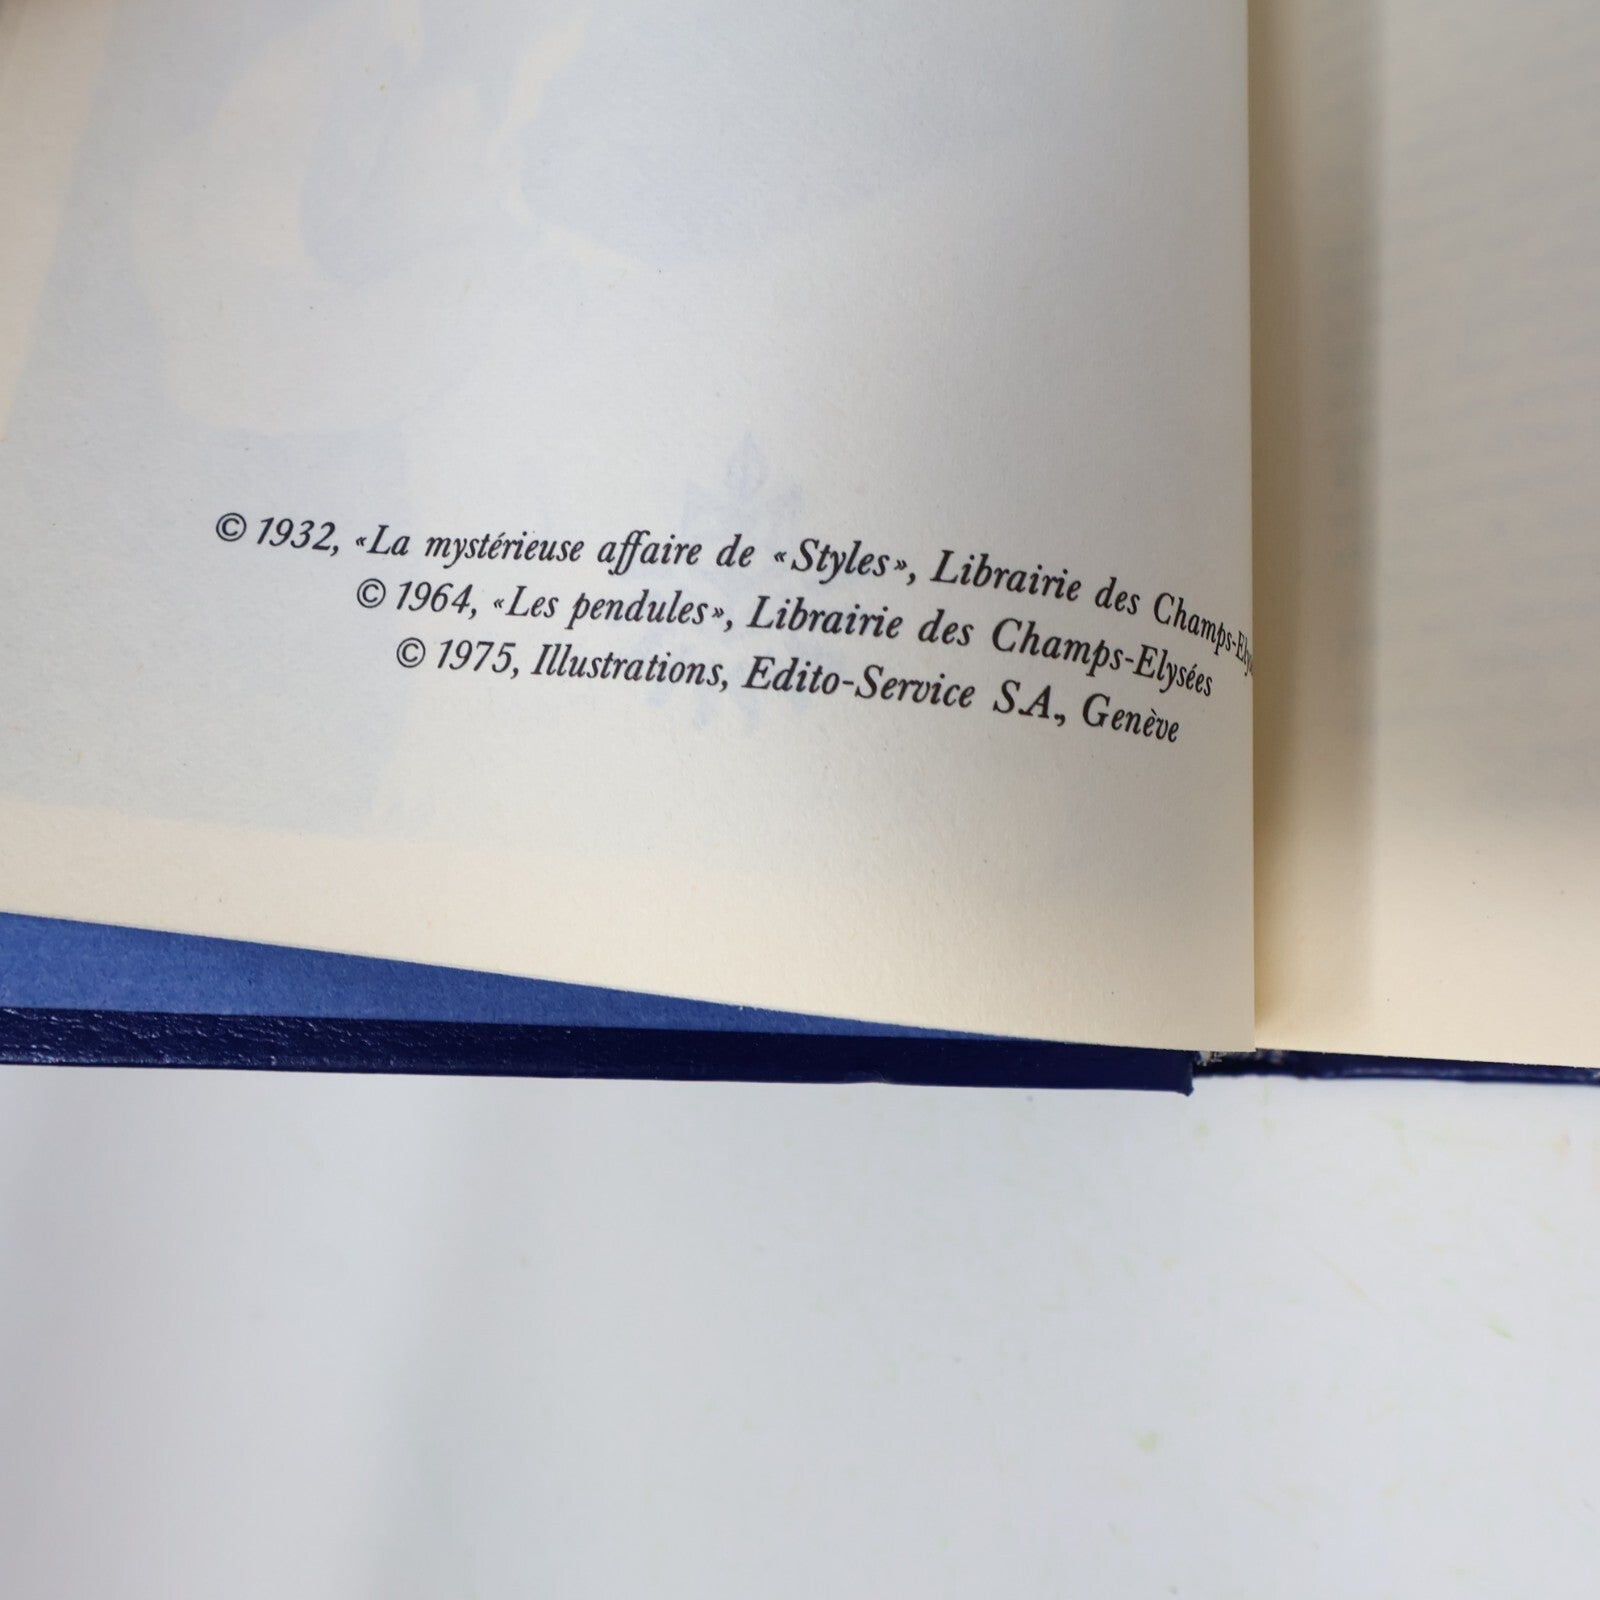 © 1932, «La mystérieuse affaire de «Styles», Librairie des Champs-Ely
© 1964, «Les pendules», Librairie des Champs-Elysées
© 1975, Illustrations, Edito-Service S.A., Genève